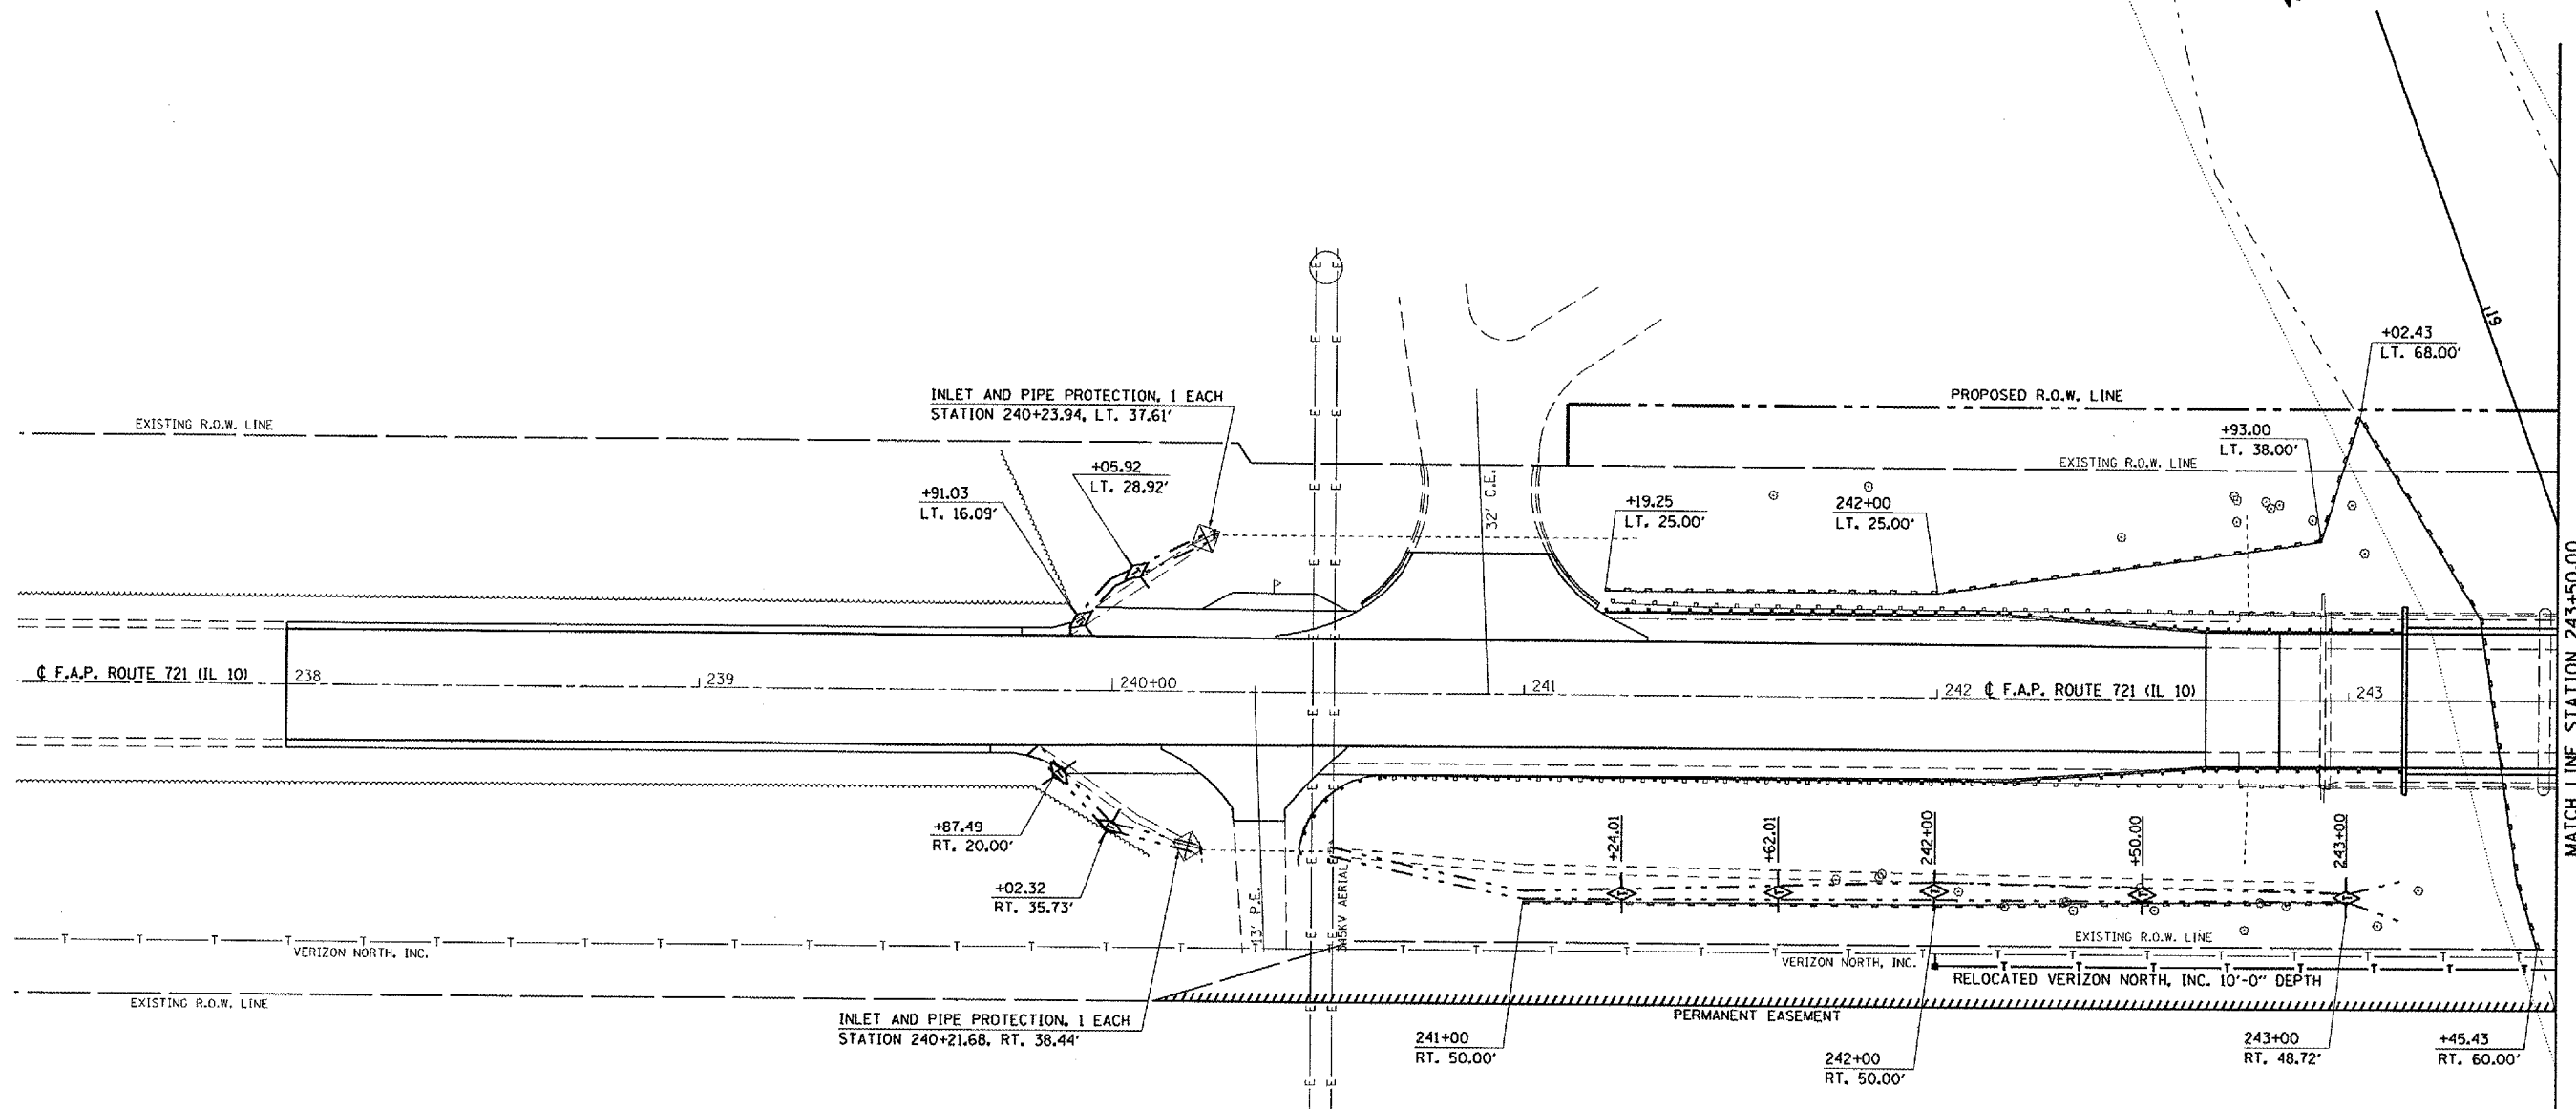 +02.43
LT. 68.00'
19
INLET AND PIPE PROTECTION, 1 EACH
STATION 240+23.94, LT. 37.61'
PROPOSED R.O.W. LINE
EXISTING R.O.W. LINE
+93.00
LT. 38.00'
EXISTING R.O.W. LINE
+05.92
LT. 28.92'
+91.03
LT. 16.09'
32' C.E.
+19.25
LT. 25.00'
242+00
LT. 25.00'
P
MATCH LINE STATION 243+50.00
℄ F.A.P. ROUTE 721 (IL 10)
238
239
240+00
241
242
℄ F.A.P. ROUTE 721 (IL 10)
243
+87.49
RT. 20.00'
+02.32
RT. 35.73'
+24.01
+62.01
242+00
+50.00
243+00
13' P.E.
EXISTING R.O.W. LINE
VERIZON NORTH, INC.
VERIZON NORTH, INC.
RELOCATED VERIZON NORTH, INC. 10'-0" DEPTH
EXISTING R.O.W. LINE
PERMANENT EASEMENT
INLET AND PIPE PROTECTION, 1 EACH
STATION 240+21.68, RT. 38.44'
241+00
RT. 50.00'
242+00
RT. 50.00'
243+00
RT. 48.72'
+45.43
RT. 60.00'